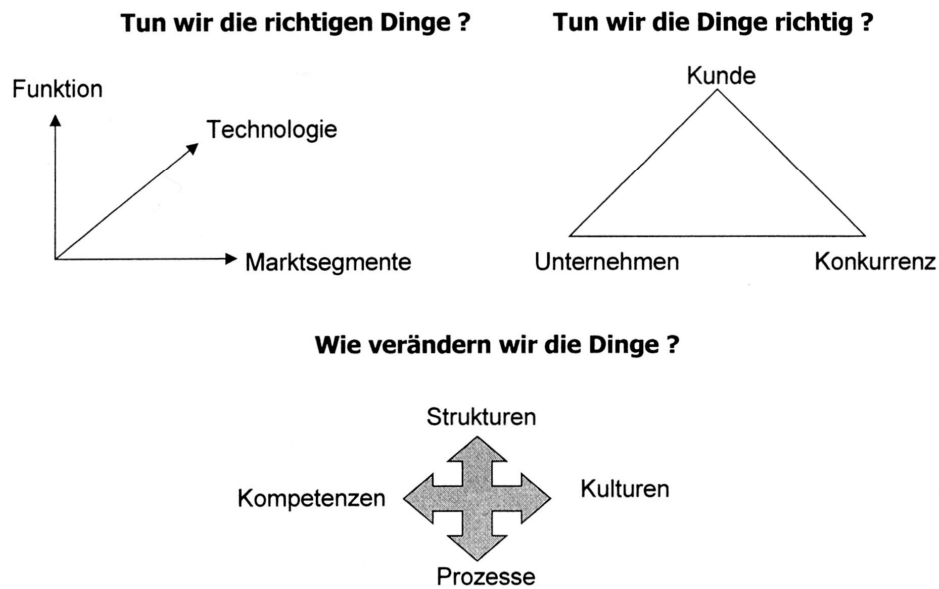 Tun wir die richtigen Dinge ?
Tun wir die Dinge richtig ?
Funktion
Technologie
Marktsegmente
Kunde
Unternehmen
Konkurrenz
Wie verändern wir die Dinge ?
Strukturen
Kompetenzen
Kulturen
Prozesse